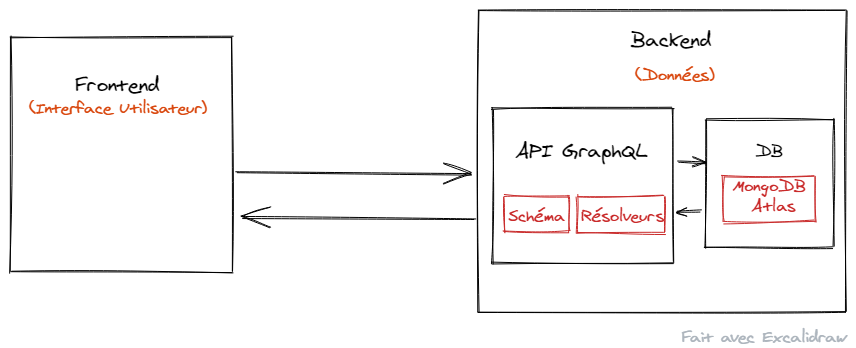 Frontend
(Interface Utilisateur)
Backend
(Données)
API GraphQL
Schéma
Résolveurs
DB
MongoDB
Atlas
Fait avec Excalidraw